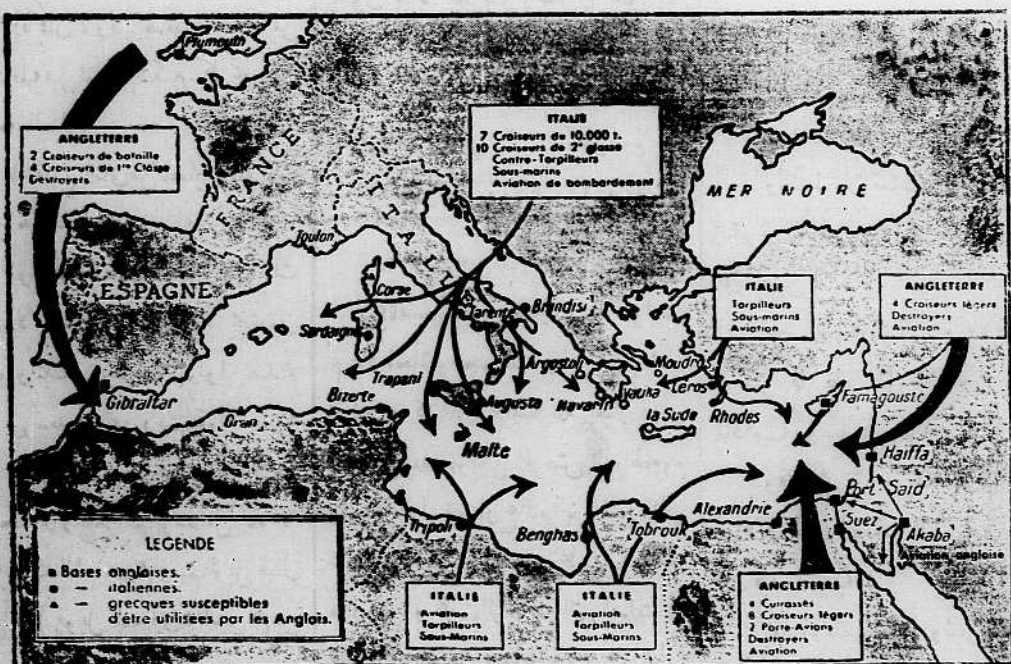 Plymouth
ANGLETERRE
2 Croiseurs de bataille
4 Croiseurs de 1re Classe
Destroyers
FRANCE
ITALIE
7 Croiseurs de 10.000 t.
10 Croiseurs de 2e glasse
Contre-Torpilleurs
Sous-marins
Aviation de bombardement
MER NOIRE
ITALIE
Toulon
ESPAGNE
Corse
Sardaigne
Tarente
Brindisi
ITALIE
Torpilleurs
Sous-marins
Aviation
ANGLETERRE
4 Croiseurs légers
Destroyers
Aviation
Gibraltar
Oran
Bizerte
Trapani
Augusta
Malte
Argostoli
Navarin
Moudros
Leros
la Sude
Rhodes
Famagouste
Haiffa
Port Said
Suez
Akaba
Aviation anglaise
Alexandrie
Tobrouk
Benghas
Tripoli
LEGENDE
Bases anglaises.
— italiennes.
— grecques susceptibles
d'être utilisées par les Anglais.
ITALIE
Aviation
Torpilleurs
Sous-Marins
ITALIE
Aviation
Torpilleurs
Sous-Marins
ANGLETERRE
4 Cuirassés
8 Croiseurs légers
2 Porte-Avions
Destroyers
Aviation